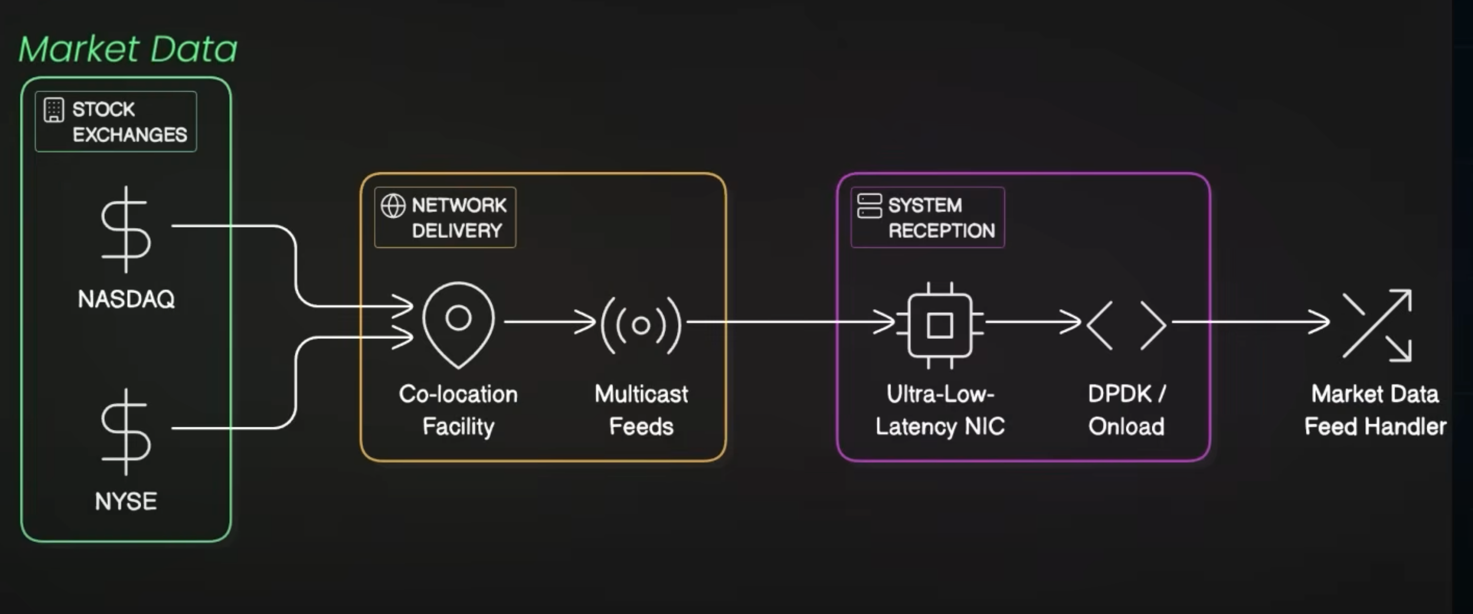 Market Data
STOCK
EXCHANGES
NASDAQ
NYSE
NETWORK
DELIVERY
Co-location
Facility
Multicast
Feeds
SYSTEM
RECEPTION
Ultra-Low-
Latency NIC
DPDK /
Onload
Market Data
Feed Handler